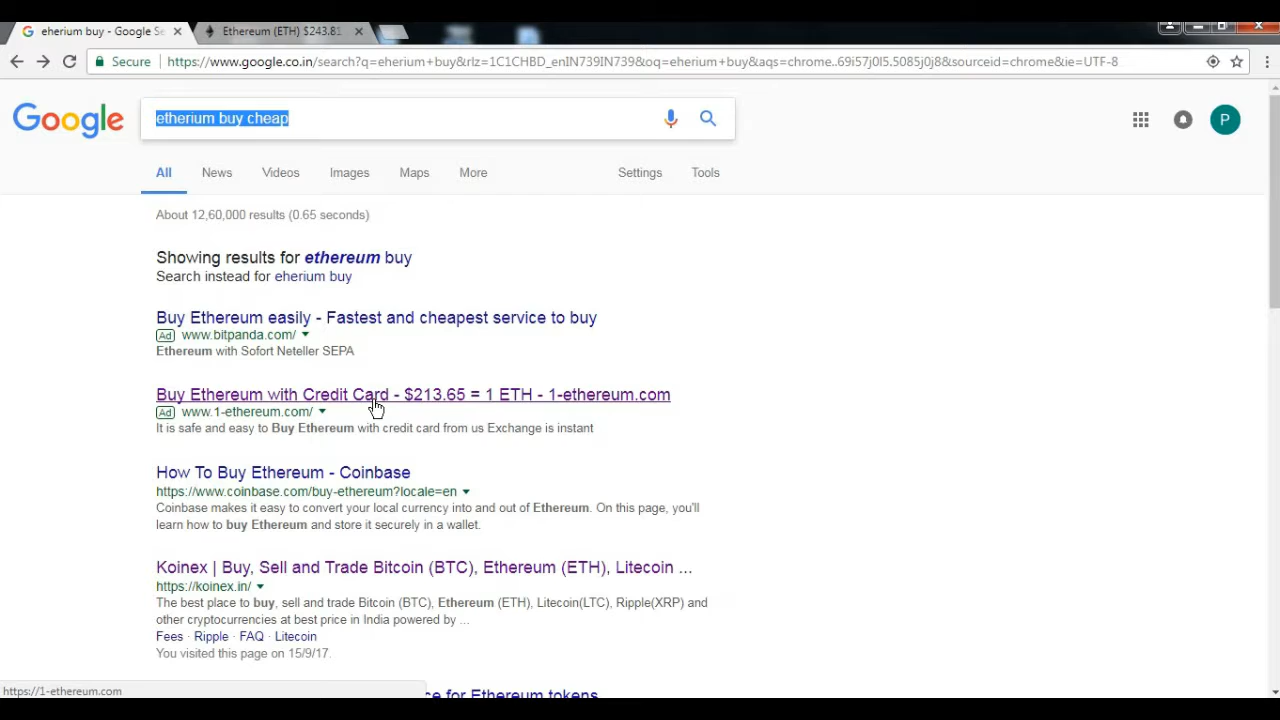 eherium buy - Google Se
Ethereum (ETH) $243.81
Secure
https://www.google.co.in/search?q=eherium+buy&rlz=1C1CHBD_enIN739IN739&oq=eherium+buy&aqs=chrome..69i57j0l5.5085j0j8&sourceid=chrome&ie=UTF-8
Google
etherium buy cheap
P
All News Videos Images Maps More Settings Tools
About 12,60,000 results (0.65 seconds)
Showing results for ethereum buy
Search instead for eherium buy
Buy Ethereum easily - Fastest and cheapest service to buy
Ad www.bitpanda.com/
Ethereum with Sofort Neteller SEPA
Buy Ethereum with Credit Card - $213.65 = 1 ETH - 1-ethereum.com
Ad www.1-ethereum.com/
It is safe and easy to Buy Ethereum with credit card from us Exchange is instant
How To Buy Ethereum - Coinbase
https://www.coinbase.com/buy-ethereum?locale=en
Coinbase makes it easy to convert your local currency into and out of Ethereum. On this page, you'll
learn how to buy Ethereum and store it securely in a wallet.
Koinex | Buy, Sell and Trade Bitcoin (BTC), Ethereum (ETH), Litecoin ...
https://koinex.in/
The best place to buy, sell and trade Bitcoin (BTC), Ethereum (ETH), Litecoin(LTC), Ripple(XRP) and
other cryptocurrencies at best price in India powered by ...
Fees · Ripple · FAQ · Litecoin
You visited this page on 15/9/17.
https://1-ethereum.com
for Ethereum tokens